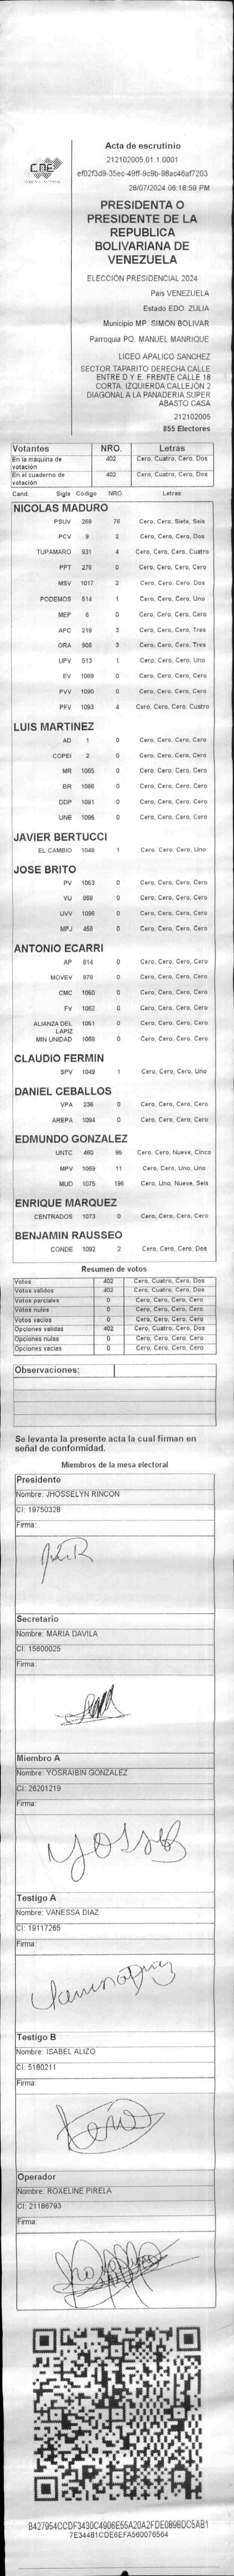 CNE
Acta de escrutinio
212102005.01.1.0001
ef02f3d9-35ec-49ff-9c9b-98ac46af7203
28/07/2024 06:18:59 PM
PRESIDENTA O
PRESIDENTE DE LA
REPUBLICA
BOLIVARIANA DE
VENEZUELA
ELECCIÓN PRESIDENCIAL 2024
Pais VENEZUELA
Estado EDO. ZULIA
Municipio MP. SIMON BOLIVAR
Parroquia PQ. MANUEL MANRIQUE
LICEO APALICO SANCHEZ
SECTOR TAPARITO DERECHA CALLE
ENTRE D Y E. FRENTE CALLE 18
CORTA. IZQUIERDA CALLEJÓN 2
DIAGONAL A LA PANADERIA SUPER
ABASTO CASA
212102005
855 Electores
Votantes NRO. Letras
En la máquina de votación 402 Cero, Cuatro, Cero, Dos
En el cuaderno de votación 402 Cero, Cuatro, Cero, Dos
Cand. Sigla Código NRO. Letras
NICOLAS MADURO
PSUV 269 76 Cero, Cero, Siete, Seis
PCV 9 2 Cero, Cero, Cero, Dos
TUPAMARO 931 4 Cero, Cero, Cero, Cuatro
PPT 276 0 Cero, Cero, Cero, Cero
MSV 1017 2 Cero, Cero, Cero, Dos
PODEMOS 514 1 Cero, Cero, Cero, Uno
MEP 6 0 Cero, Cero, Cero, Cero
APC 219 3 Cero, Cero, Cero, Tres
ORA 906 3 Cero, Cero, Cero, Tres
UPV 513 1 Cero, Cero, Cero, Uno
EV 1089 0 Cero, Cero, Cero, Cero
PVV 1090 0 Cero, Cero, Cero, Cero
PFV 1093 4 Cero, Cero, Cero, Cuatro
LUIS MARTINEZ
AD 1 0 Cero, Cero, Cero, Cero
COPEI 2 0 Cero, Cero, Cero, Cero
MR 1065 0 Cero, Cero, Cero, Cero
BR 1066 0 Cero, Cero, Cero, Cero
DDP 1091 0 Cero, Cero, Cero, Cero
UNE 1095 0 Cero, Cero, Cero, Cero
JAVIER BERTUCCI
EL CAMBIO 1048 1 Cero, Cero, Cero, Uno
JOSE BRITO
PV 1053 0 Cero, Cero, Cero, Cero
VU 868 0 Cero, Cero, Cero, Cero
UVV 1096 0 Cero, Cero, Cero, Cero
MPJ 458 0 Cero, Cero, Cero, Cero
ANTONIO ECARRI
AP 914 0 Cero, Cero, Cero, Cero
MOVEV 979 0 Cero, Cero, Cero, Cero
CMC 1050 0 Cero, Cero, Cero, Cero
FV 1062 0 Cero, Cero, Cero, Cero
ALIANZA DEL LAPIZ 1051 0 Cero, Cero, Cero, Cero
MIN UNIDAD 1068 0 Cero, Cero, Cero, Cero
CLAUDIO FERMIN
SPV 1049 1 Cero, Cero, Cero, Uno
DANIEL CEBALLOS
VPA 236 0 Cero, Cero, Cero, Cero
AREPA 1094 0 Cero, Cero, Cero, Cero
EDMUNDO GONZALEZ
UNTC 460 95 Cero, Cero, Nueve, Cinco
MPV 1069 11 Cero, Cero, Uno, Uno
MUD 1075 196 Cero, Uno, Nueve, Seis
ENRIQUE MARQUEZ
CENTRADOS 1073 0 Cero, Cero, Cero, Cero
BENJAMIN RAUSSEO
CONDE 1092 2 Cero, Cero, Cero, Dos
Resumen de votos
Votos 402 Cero, Cuatro, Cero, Dos
Votos validos 402 Cero, Cuatro, Cero, Dos
Votos parciales 0 Cero, Cero, Cero, Cero
Votos nulos 0 Cero, Cero, Cero, Cero
Votos vacios 0 Cero, Cero, Cero, Cero
Opciones validas 402 Cero, Cuatro, Cero, Dos
Opciones nulas 0 Cero, Cero, Cero, Cero
Opciones vacias 0 Cero, Cero, Cero, Cero
Observaciones:
Se levanta la presente acta la cual firman en
señal de conformidad.
Miembros de la mesa electoral
Presidente
Nombre: JHOSSELYN RINCON
CI: 19750328
Firma:
Secretario
Nombre: MARIA DAVILA
CI: 15600025
Firma:
Miembro A
Nombre: YOSRAIBIN GONZALEZ
CI: 26201219
Firma:
Testigo A
Nombre: VANESSA DIAZ
CI: 19117265
Firma:
Testigo B
Nombre: ISABEL ALIZO
CI: 5180211
Firma:
Operador
Nombre: ROXELINE PIRELA
CI: 21186793
Firma:
B427954CCDF3430C4906E55A20A2FDE0898DC5AB1
7E34481CDE6EFA560076564